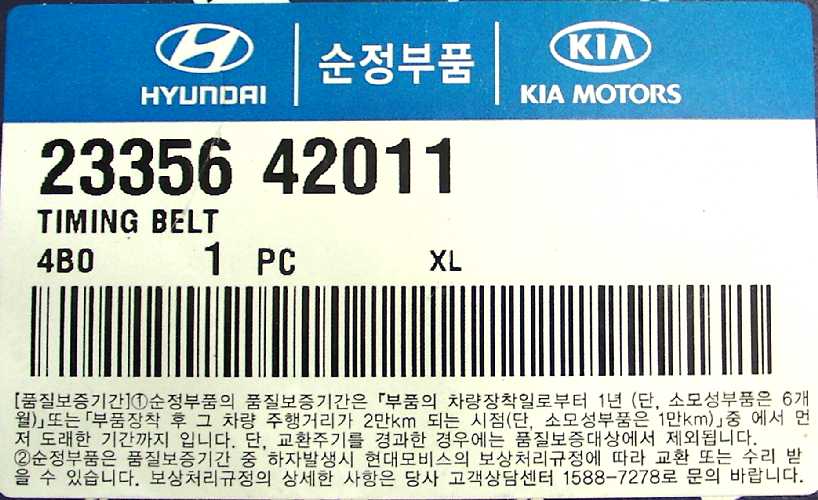 HYUNDAI
순정부품
KIA
KIA MOTORS
23356 42011
TIMING BELT
4B0 1 PC XL
[품질보증기간]①순정부품의 품질보증기간은 「부품의 차량장착일로부터 1년 (단, 소모성부품은 6개
월)」또는「부품장착 후 그 차량 주행거리가 2만km 되는 시점(단, 소모성부품은 1만km)」중 에서 먼
저 도래한 기간까지 입니다. 단, 교환주기를 경과한 경우에는 품질보증대상에서 제외됩니다.
②순정부품은 품질보증기간 중 하자발생시 현대모비스의 보상처리규정에 따라 교환 또는 수리 받
을 수 있습니다. 보상처리규정의 상세한 사항은 당사 고객상담센터 1588-7278로 문의 바랍니다.